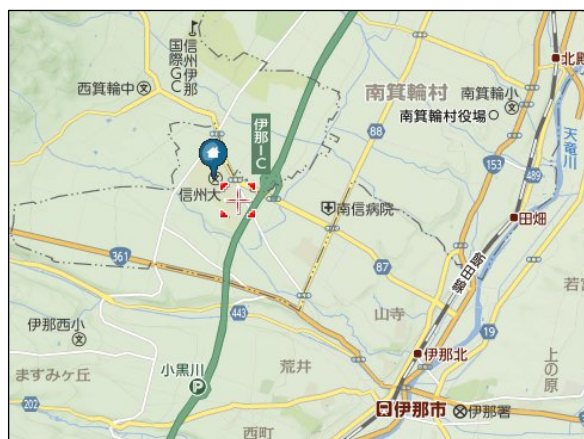 信州伊那
国際GC
西箕輪中
北殿
南箕輪村
南箕輪小
南箕輪村役場
天竜川
伊那IC
88
153
489
信州大
南信病院
田畑
飯田線
361
87
若宮
443
山寺
19
伊那西小
伊那北
上の原
小黒川
荒井
ますみヶ丘
P
202
伊那市
伊那署
西町